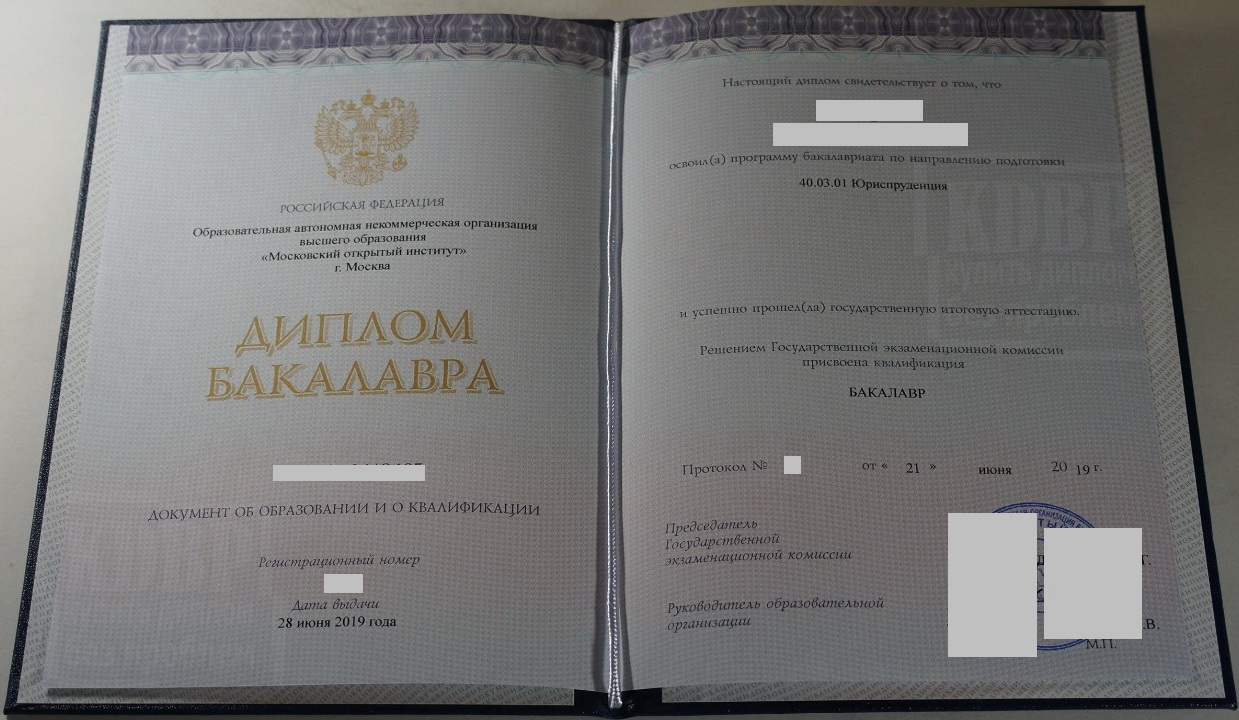 РОССИЙСКАЯ ФЕДЕРАЦИЯ
Образовательная автономная некоммерческая организация
высшего образования
«Московский открытый институт»
г. Москва
ДИПЛОМ
БАКАЛАВРА
ДОКУМЕНТ ОБ ОБРАЗОВАНИИ И О КВАЛИФИКАЦИИ
Регистрационный номер
Дата выдачи
28 июня 2019 года
Настоящий диплом свидетельствует о том, что
освоил(а) программу бакалавриата по направлению подготовки
40.03.01 Юриспруденция
и успешно прошел(ла) государственную итоговую аттестацию.
Решением Государственной экзаменационной комиссии
присвоена квалификация
БАКАЛАВР
Протокол № от « 21 » июня 20 19 г.
Председатель
Государственной
экзаменационной комиссии
Г.
Руководитель образовательной
организации
.В.
М.П.